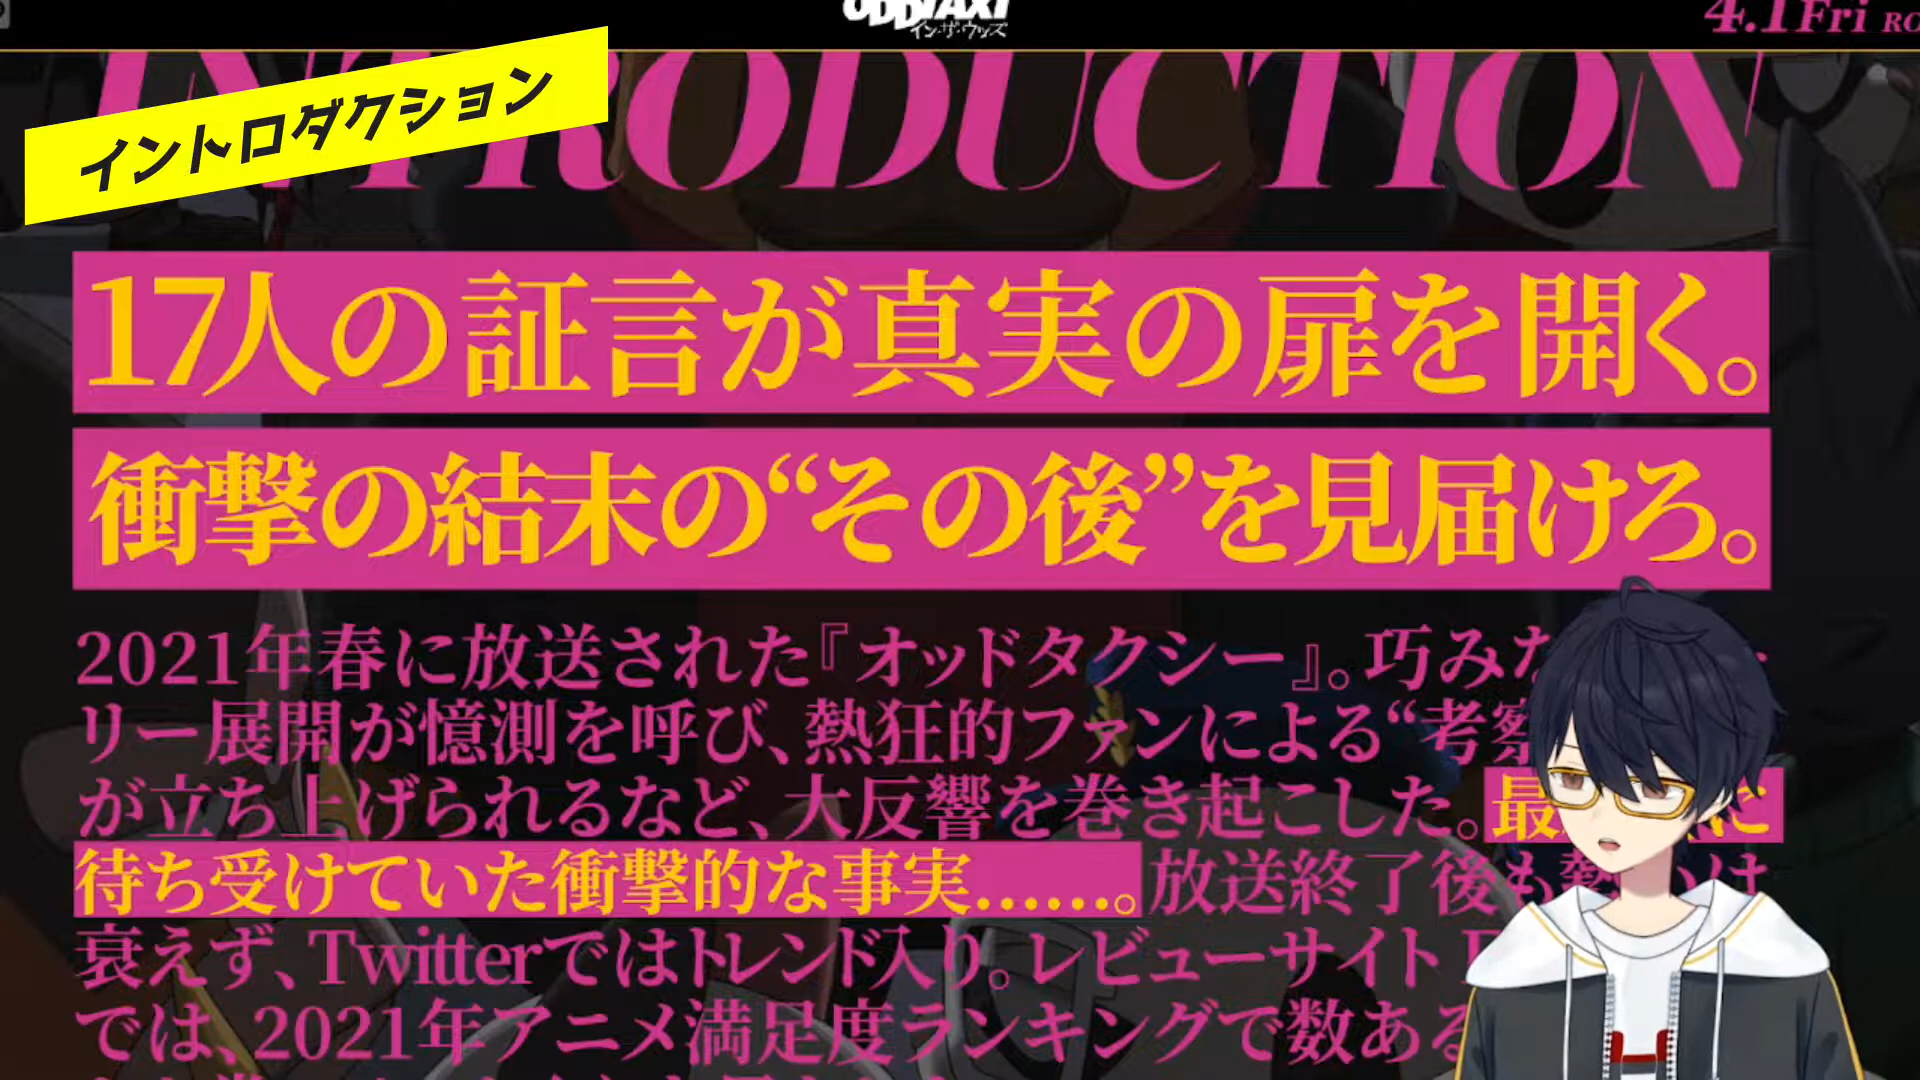 ODDTAXI
イン・ザ・ウッズ
4.1 Fri
INTRODUCTION
イントロダクション
17人の証言が真実の扉を開く。
衝撃の結末の“その後”を見届けろ。
2021年春に放送された『オッドタクシー』。巧みな
リー展開が憶測を呼び、熱狂的ファンによる“考察
が立ち上げられるなど、大反響を巻き起こした。最 に
待ち受けていた衝撃的な事実……。放送終了後も熱 は
衰えず、Twitterではトレンド入り。レビューサイト
では、2021年アニメ満足度ランキングで数ある